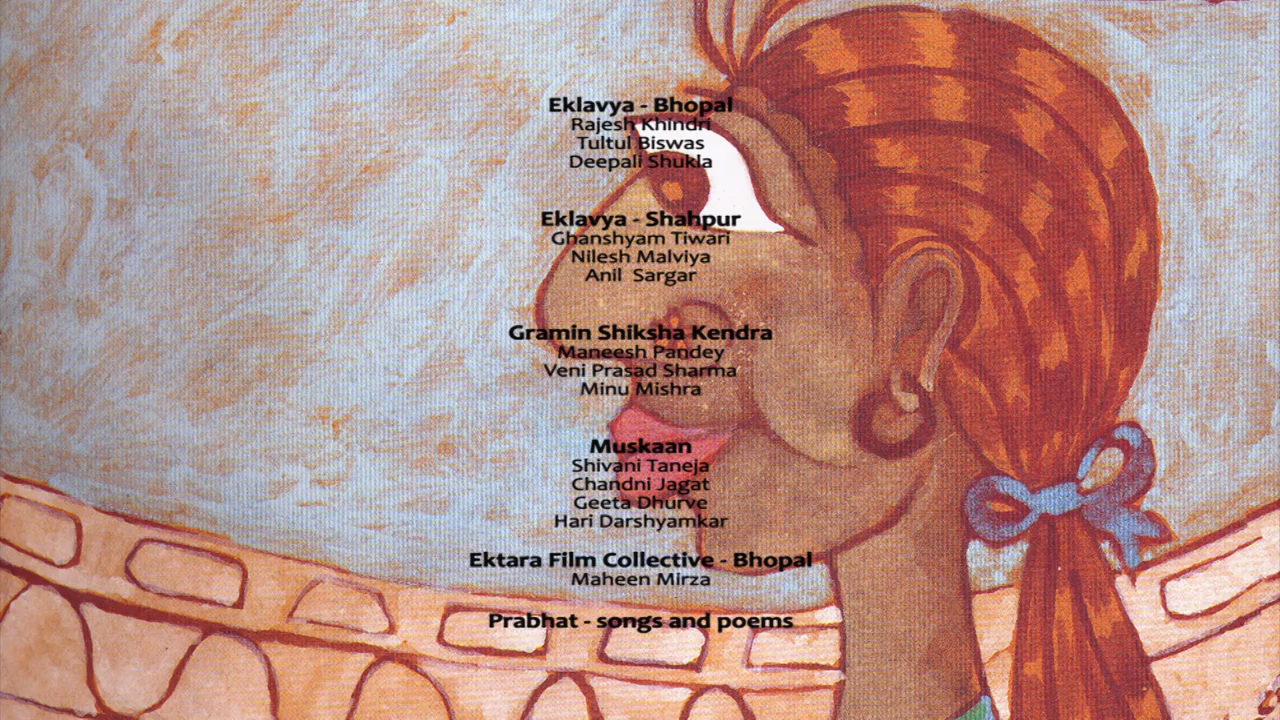 Eklavya - Bhopal
Rajesh Khindri
Tultul Biswas
Deepali Shukla
Eklavya - Shahpur
Ghanshyam Tiwari
Nilesh Malviya
Anil Sargar
Gramin Shiksha Kendra
Maneesh Pandey
Veni Prasad Sharma
Minu Mishra
Muskaan
Shivani Taneja
Chandni Jagat
Geeta Dhurve
Hari Darshyamkar
Ektara Film Collective - Bhopal
Maheen Mirza
Prabhat - songs and poems